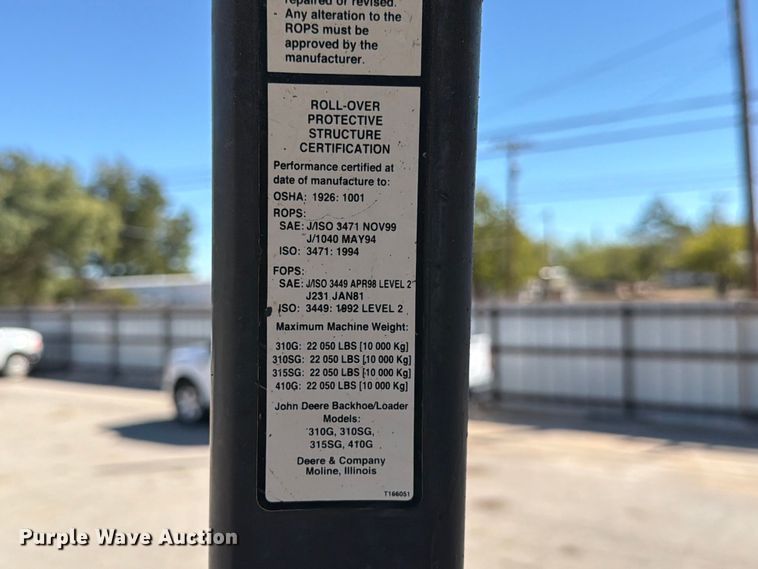 repaired or revised.
Any alteration to the
ROPS must be
approved by the
manufacturer.
ROLL-OVER
PROTECTIVE
STRUCTURE
CERTIFICATION
Performance certified at
date of manufacture to:
OSHA: 1926: 1001
ROPS:
SAE: J/ISO 3471 NOV99
J/1040 MAY94
ISO: 3471: 1994
FOPS:
SAE: J/ISO 3449 APR98 LEVEL 2
J231 JAN81
ISO: 3449: 1992 LEVEL 2
Maximum Machine Weight:
310G: 22 050 LBS [10 000 Kg]
310SG: 22 050 LBS [10 000 Kg]
315SG: 22 050 LBS [10 000 Kg]
410G: 22 050 LBS [10 000 Kg]
John Deere Backhoe/Loader
Models:
310G, 310SG,
315SG, 410G
Deere & Company
Moline, Illinois
T166051
Purple Wave Auction